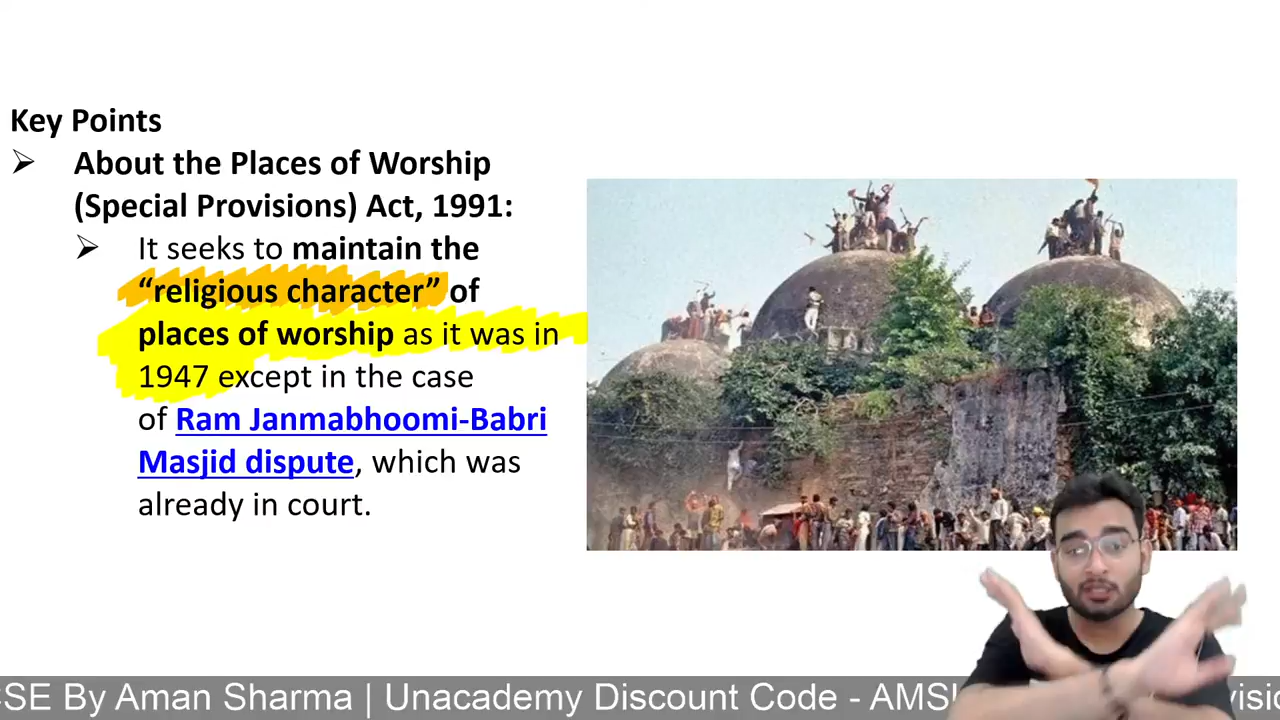 Key Points
➢ About the Places of Worship
(Special Provisions) Act, 1991:
➢ It seeks to maintain the
“religious character” of
places of worship as it was in
1947 except in the case
of Ram Janmabhoomi-Babri
Masjid dispute, which was
already in court.
CSE By Aman Sharma | Unacademy Discount Code - AMS